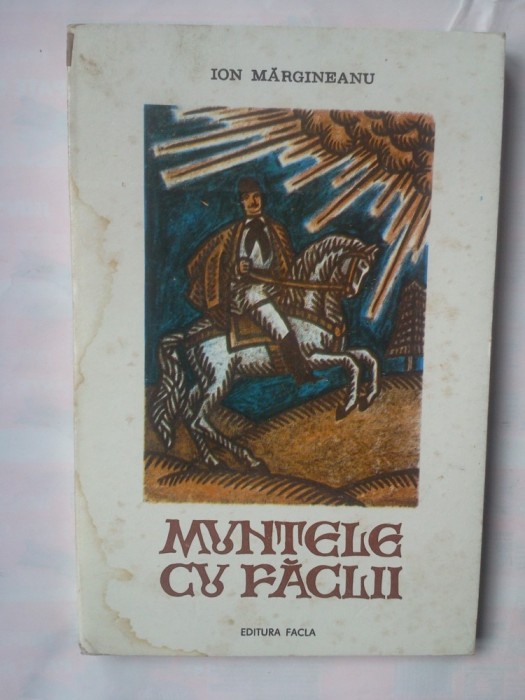 ION MĂRGINEANU
MUNTELE
CU FĂCLII
EDITURA FACLA